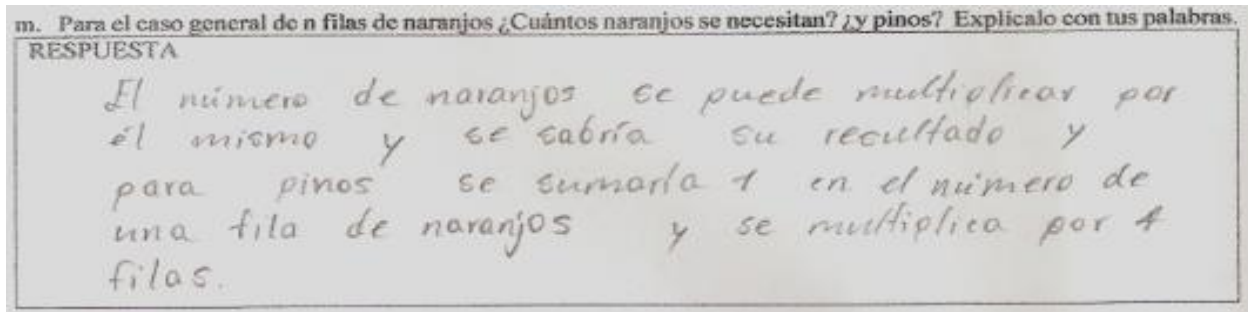 m. Para el caso general de n filas de naranjos ¿Cuántos naranjos se necesitan? ¿y pinos? Explícalo con tus palabras.
RESPUESTA
El número de naranjos se puede multiplicar por
él mismo y se sabría su recultado y
para pinos se sumaría 1 en el número de
una fila de naranjos y se multiplica por 4
filas.